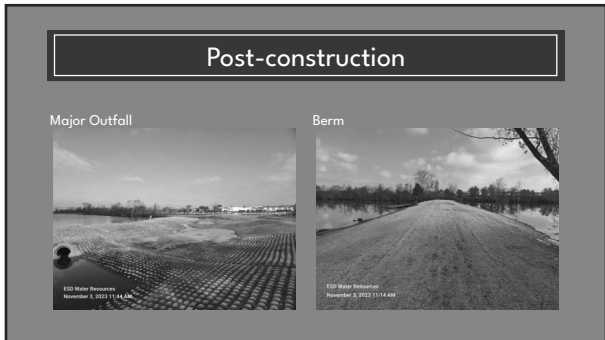 Post-construction
Major Outfall
Berm
ESD Water Resources
November 3, 2023 11:44 AM
ESD Water Resources
November 3, 2023 11:14 AM